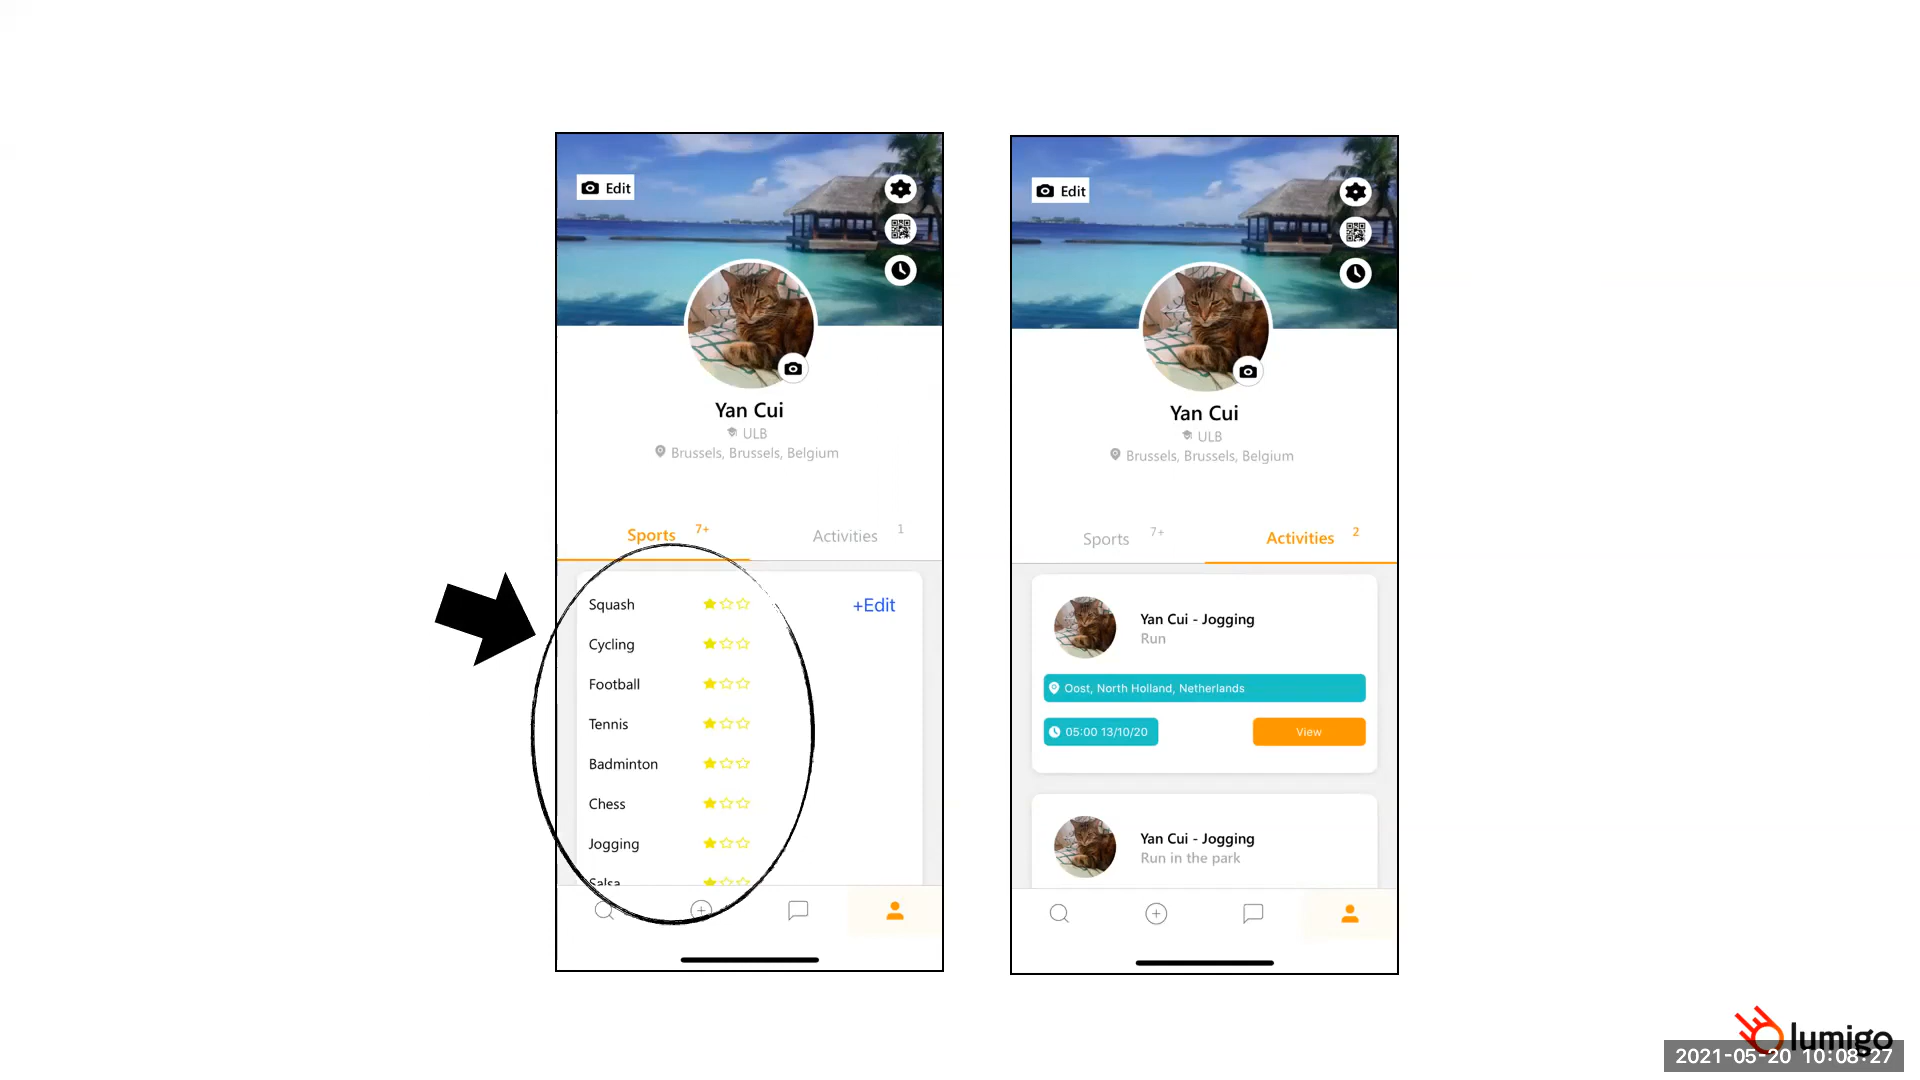 Edit
Yan Cui
ULB
Brussels, Brussels, Belgium
Sports 7+
Activities 1
Squash
+Edit
Cycling
Football
Tennis
Badminton
Chess
Jogging
Salsa
Edit
Yan Cui
ULB
Brussels, Brussels, Belgium
Sports 7+
Activities 2
Yan Cui - Jogging
Run
Oost, North Holland, Netherlands
05:00 13/10/20
View
Yan Cui - Jogging
Run in the park
lumigo
2021-05-20 10:08:27